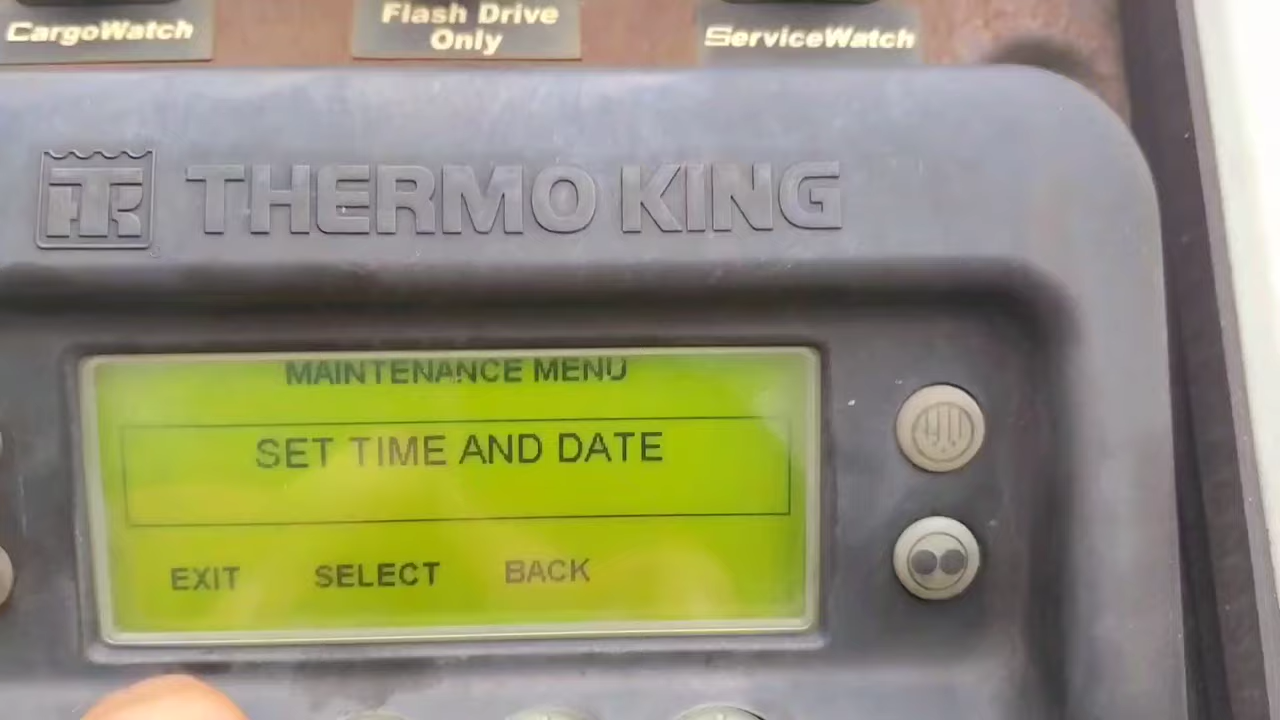 CargoWatch
Flash Drive
Only
ServiceWatch
THERMO KING
MAINTENANCE MENU
SET TIME AND DATE
EXIT SELECT BACK